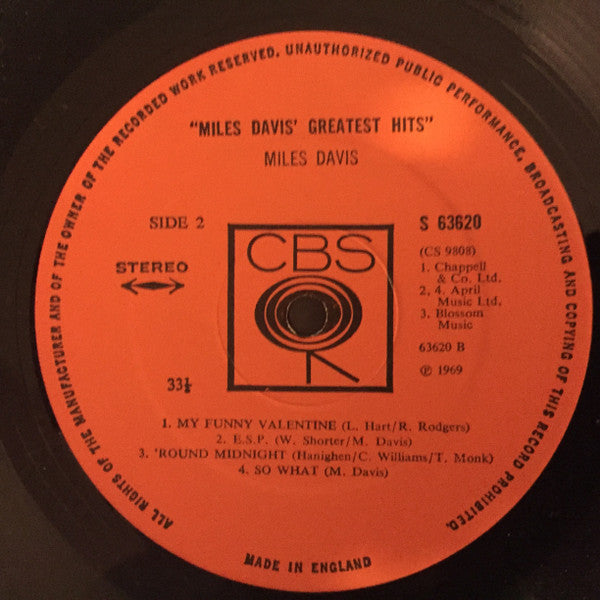 ALL RIGHTS OF THE MANUFACTURER AND OF THE OWNER OF THE RECORDED WORK RESERVED. UNAUTHORIZED PUBLIC PERFORMANCE, BROADCASTING AND COPYING OF THIS RECORD PROHIBITED.
"MILES DAVIS' GREATEST HITS"
MILES DAVIS
SIDE 2
STEREO
33⅓
CBS
S 63620
(CS 9808)
1. Chappell
& Co. Ltd.
2, 4. April
Music Ltd.
3. Blossom
Music
63620 B
℗ 1969
1. MY FUNNY VALENTINE (L. Hart/R. Rodgers)
2. E.S.P. (W. Shorter/M. Davis)
3. 'ROUND MIDNIGHT (Hanighen/C. Williams/T. Monk)
4. SO WHAT (M. Davis)
MADE IN ENGLAND